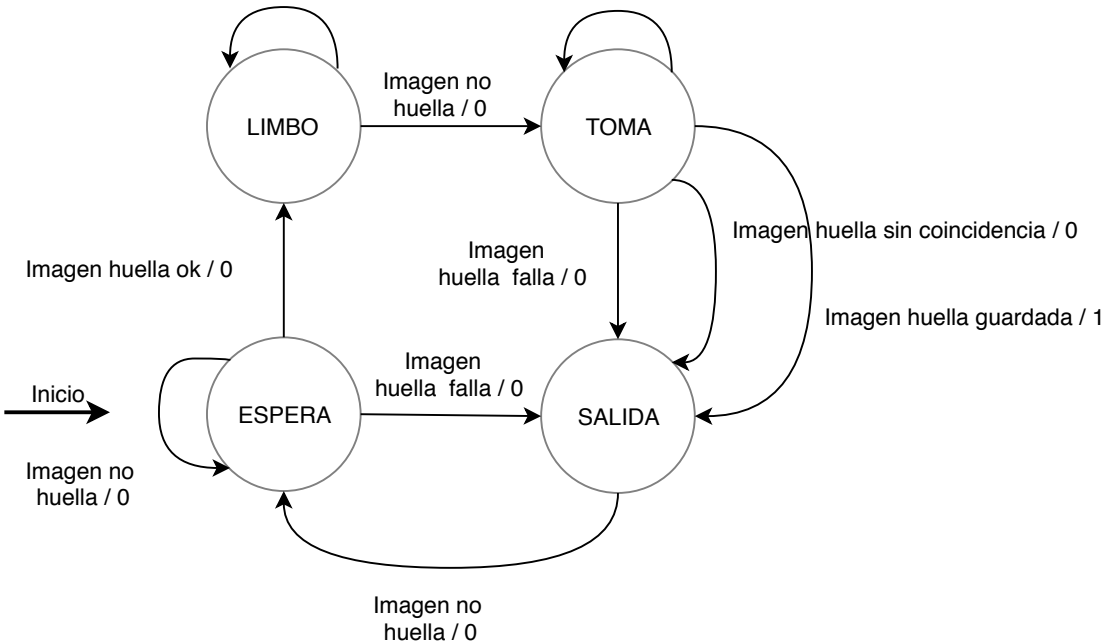 Imagen no
huella / 0
LIMBO
TOMA
Imagen huella sin coincidencia / 0
Imagen
huella falla / 0
Imagen huella ok / 0
Imagen huella guardada / 1
Imagen
huella falla / 0
Inicio
ESPERA
SALIDA
Imagen no
huella / 0
Imagen no
huella / 0